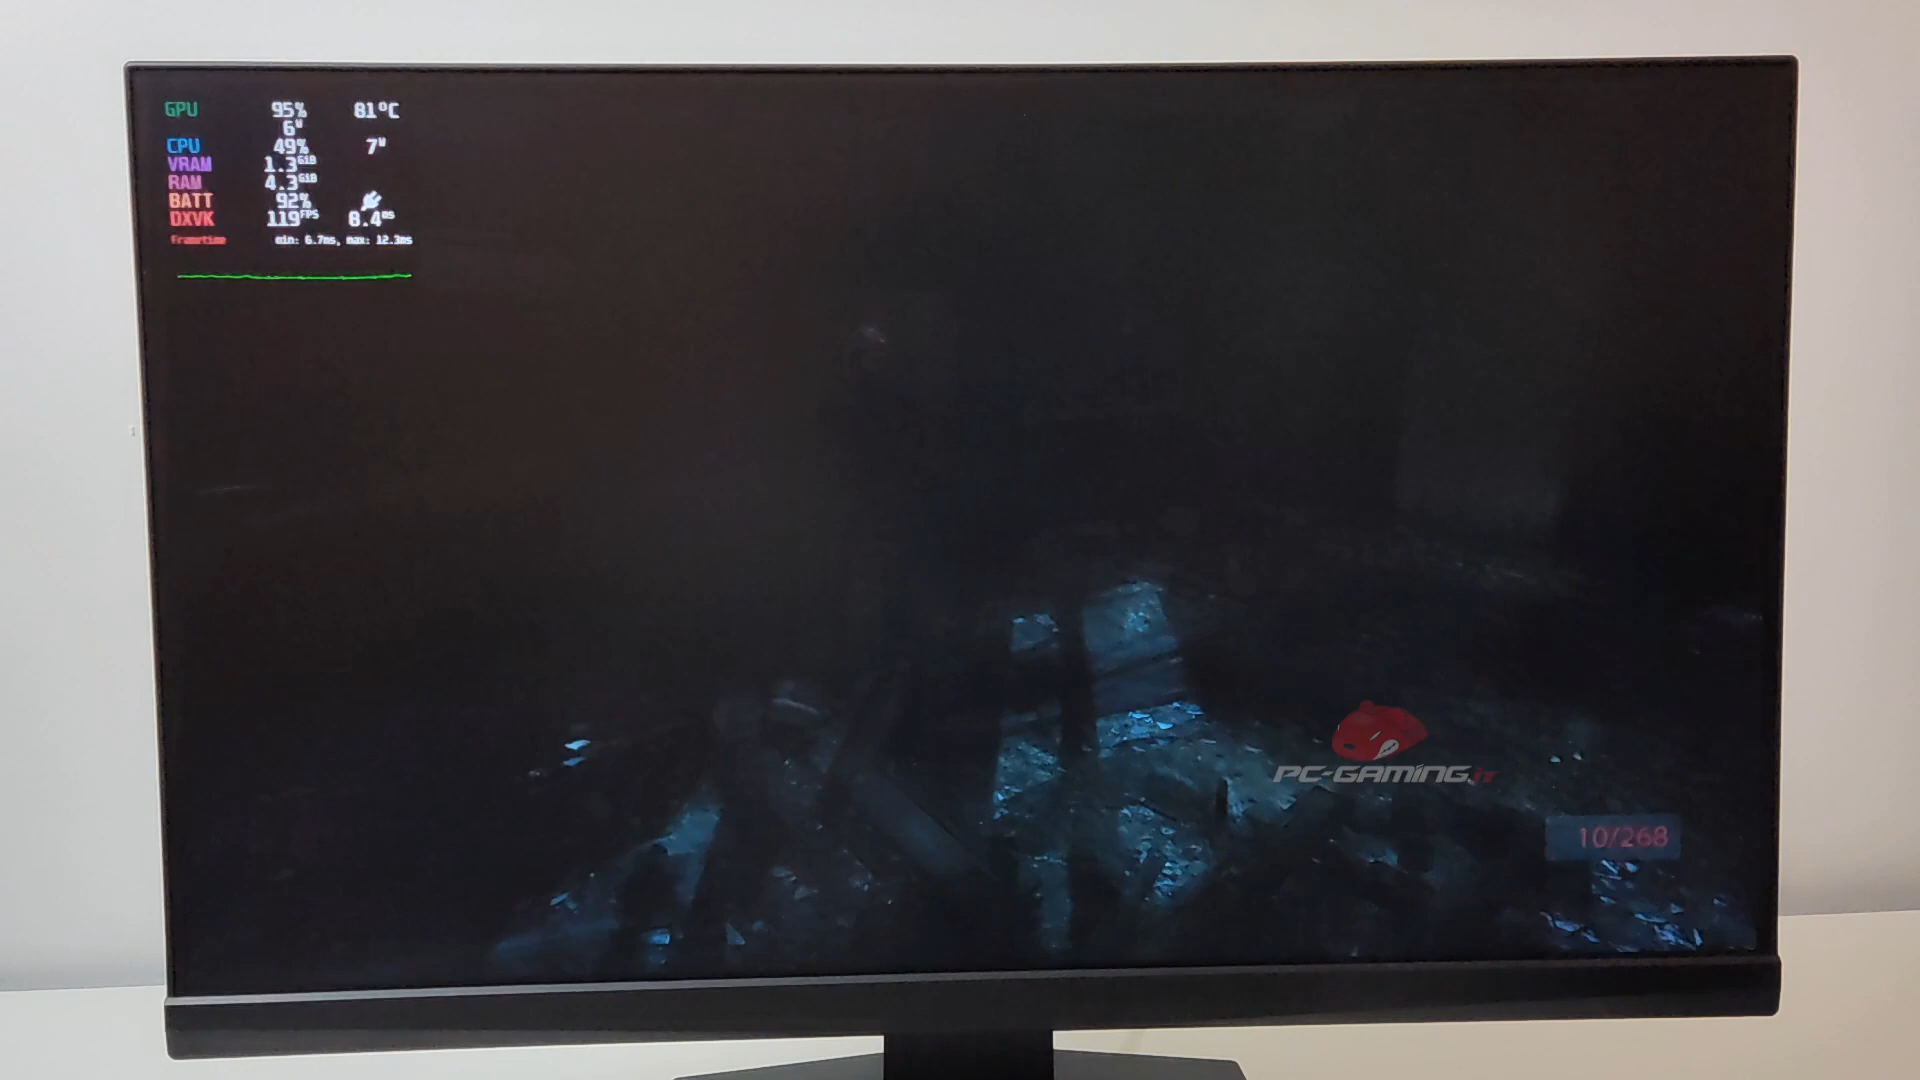 GPU 95% 81°C
6W
CPU 49% 7W
VRAM 1.3GiB
RAM 4.3GiB
BATT 92%
DXVK 119FPS 8.4ms
Frametime min: 6.7ms, max: 12.3ms
PC-GAMING.IT
10/268